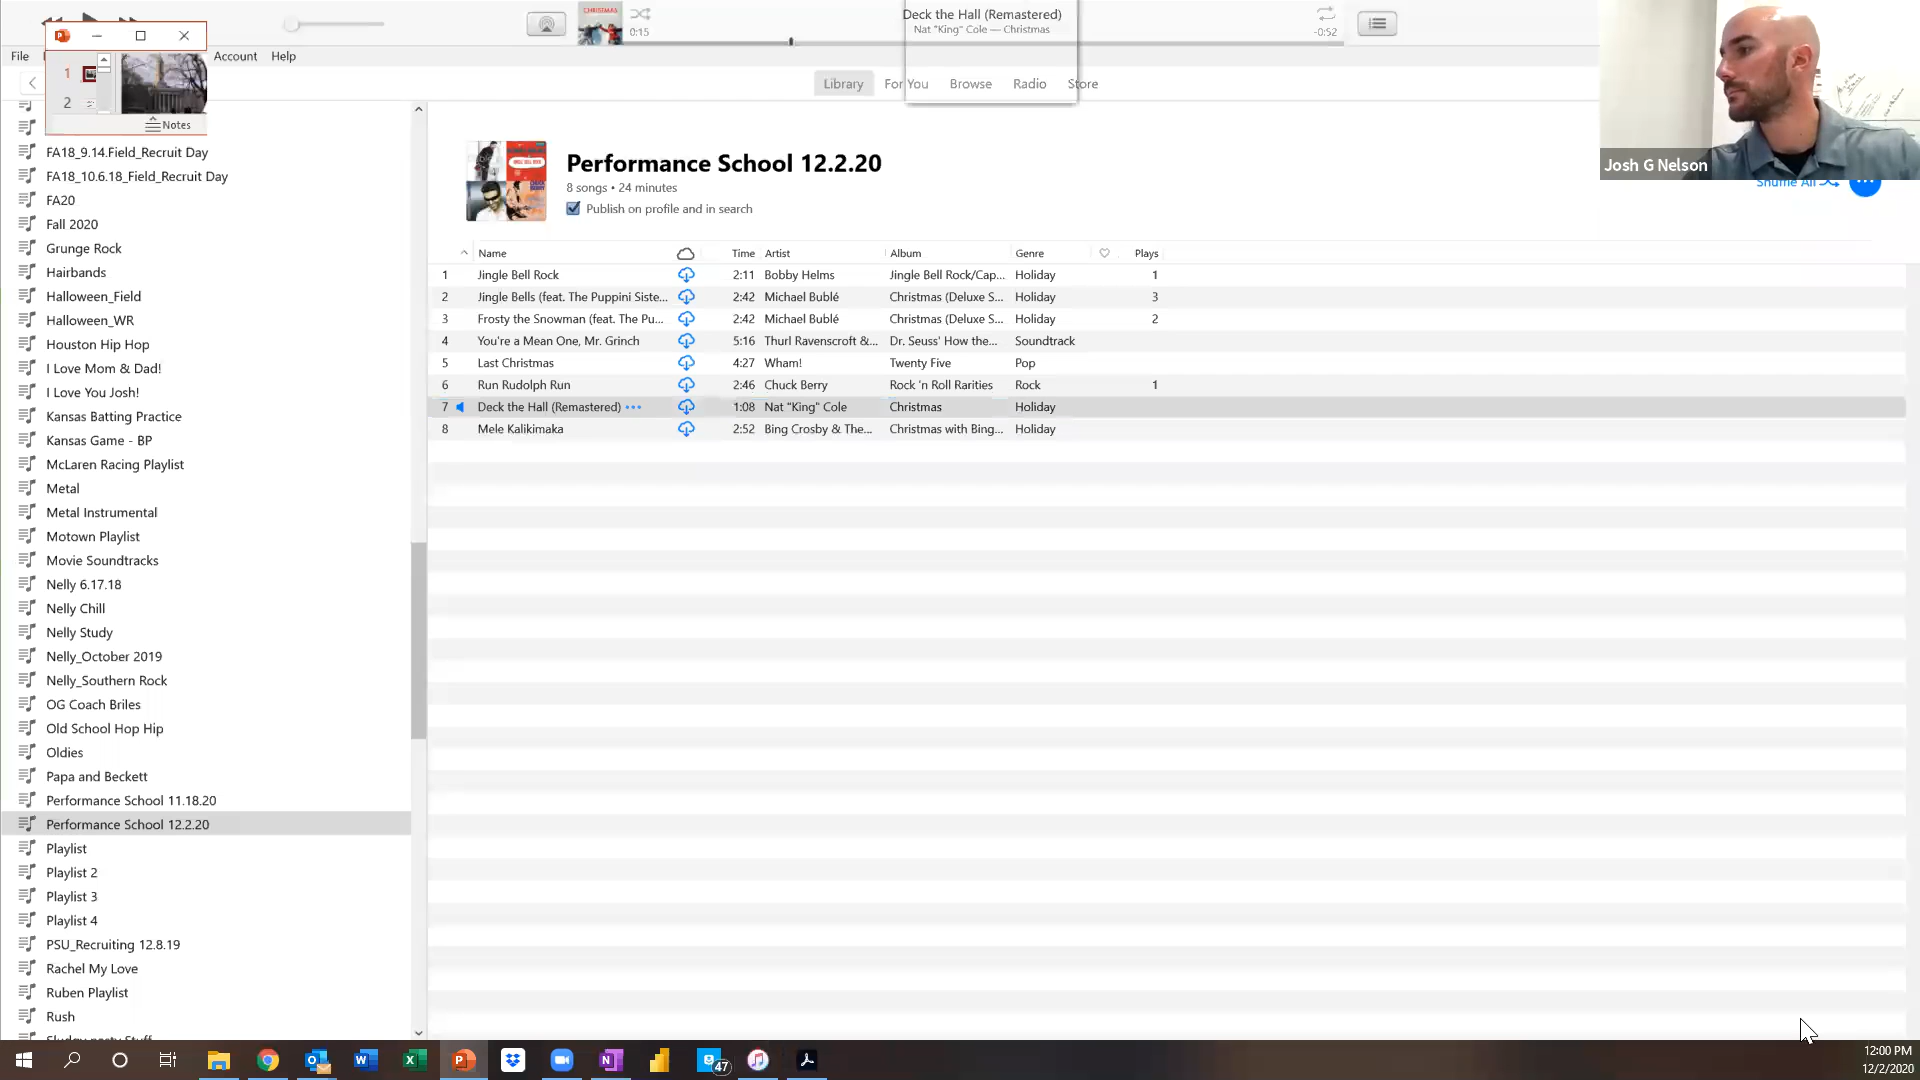 CHRISTMAS
0:15
Deck the Hall (Remastered)
Nat "King" Cole — Christmas
-0:52
File
Account
Help
1
2
Notes
Library
For You
Browse
Radio
Store
Josh G Nelson
Shuffle All
Performance School 12.2.20
8 songs • 24 minutes
Publish on profile and in search
Name Time Artist Album Genre Plays
1 Jingle Bell Rock 2:11 Bobby Helms Jingle Bell Rock/Cap... Holiday 1
2 Jingle Bells (feat. The Puppini Siste... 2:42 Michael Bublé Christmas (Deluxe S... Holiday 3
3 Frosty the Snowman (feat. The Pu... 2:42 Michael Bublé Christmas (Deluxe S... Holiday 2
4 You're a Mean One, Mr. Grinch 5:16 Thurl Ravenscroft &... Dr. Seuss' How the... Soundtrack
5 Last Christmas 4:27 Wham! Twenty Five Pop
6 Run Rudolph Run 2:46 Chuck Berry Rock 'n Roll Rarities Rock 1
7 Deck the Hall (Remastered) ••• 1:08 Nat "King" Cole Christmas Holiday
8 Mele Kalikimaka 2:52 Bing Crosby & The... Christmas with Bing... Holiday
FA18_9.14.Field_Recruit Day
FA18_10.6.18_Field_Recruit Day
FA20
Fall 2020
Grunge Rock
Hairbands
Halloween_Field
Halloween_WR
Houston Hip Hop
I Love Mom & Dad!
I Love You Josh!
Kansas Batting Practice
Kansas Game - BP
McLaren Racing Playlist
Metal
Metal Instrumental
Motown Playlist
Movie Soundtracks
Nelly 6.17.18
Nelly Chill
Nelly Study
Nelly_October 2019
Nelly_Southern Rock
OG Coach Briles
Old School Hop Hip
Oldies
Papa and Beckett
Performance School 11.18.20
Performance School 12.2.20
Playlist
Playlist 2
Playlist 3
Playlist 4
PSU_Recruiting 12.8.19
Rachel My Love
Ruben Playlist
Rush
47
12:00 PM
12/2/2020